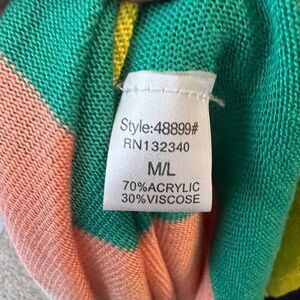 Style:48899#
RN132340
M/L
70%ACRYLIC
30%VISCOSE